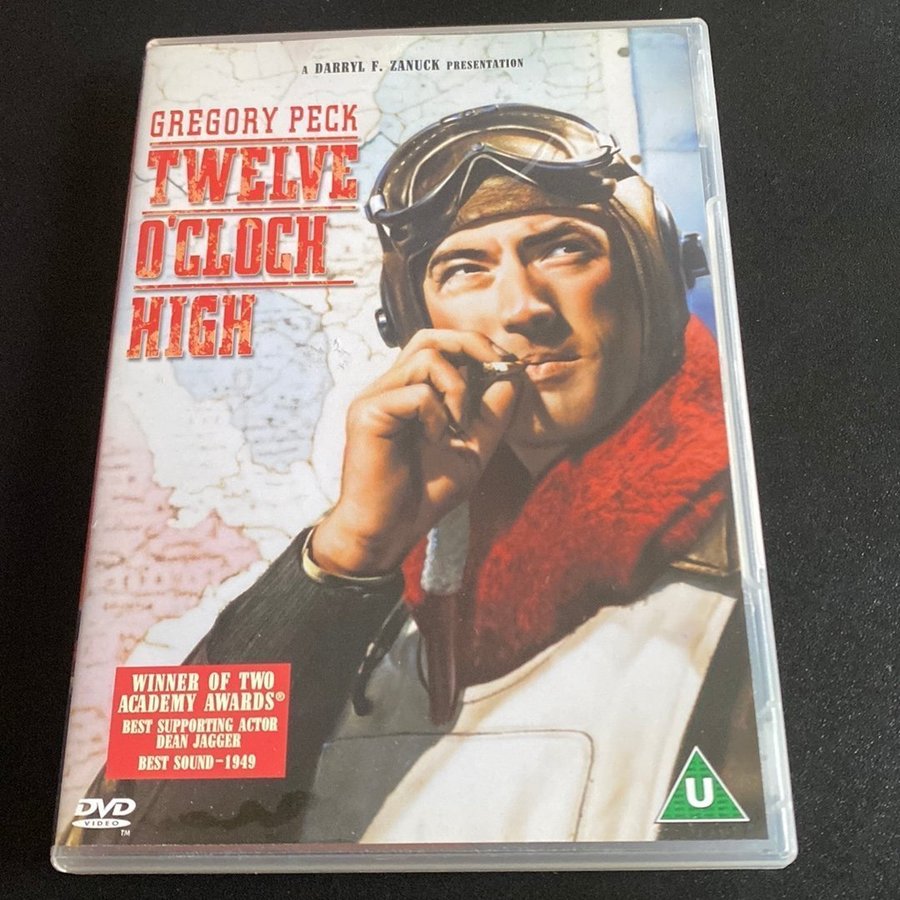 A DARRYL F. ZANUCK PRESENTATION
GREGORY PECK
TWELVE
O'CLOCK
HIGH
WINNER OF TWO
ACADEMY AWARDS®
BEST SUPPORTING ACTOR
DEAN JAGGER
BEST SOUND-1949
DVD
VIDEO
TM
U